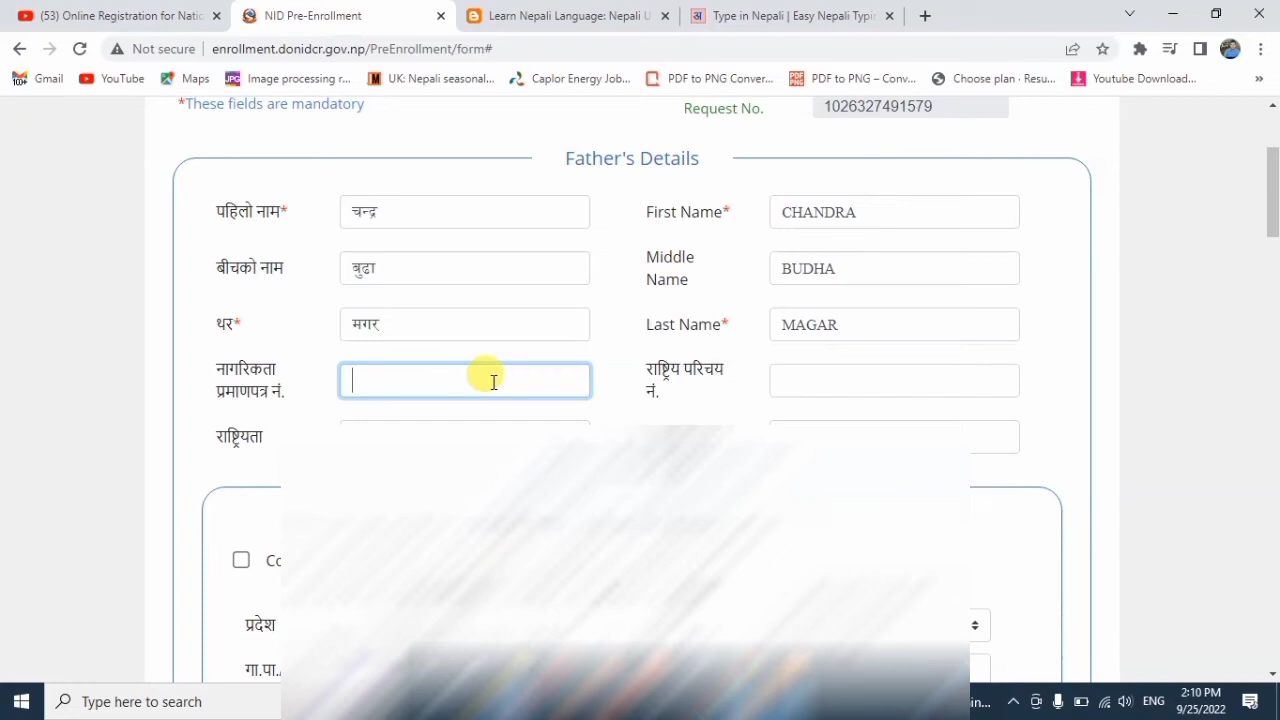 (53) Online Registration for Natio
NID Pre-Enrollment
Learn Nepali Language: Nepali U
Type in Nepali | Easy Nepali Typin
Not secure
enrollment.donidcr.gov.np/PreEnrollment/form#
Gmail
YouTube
Maps
Image processing r...
UK: Nepali seasonal...
Caplor Energy Job...
PDF to PNG Conver...
PDF to PNG – Conv...
Choose plan · Resu...
Youtube Download...
*These fields are mandatory
Request No.
1026327491579
Father's Details
पहिलो नाम*
चन्द्र
First Name*
CHANDRA
बीचको नाम
बुढा
Middle
Name
BUDHA
थर*
मगर
Last Name*
MAGAR
नागरिकता
प्रमाणपत्र नं.
राष्ट्रिय परिचय
नं.
राष्ट्रियता
Co
प्रदेश
गा.पा.
Type here to search
in...
ENG
2:10 PM
9/25/2022